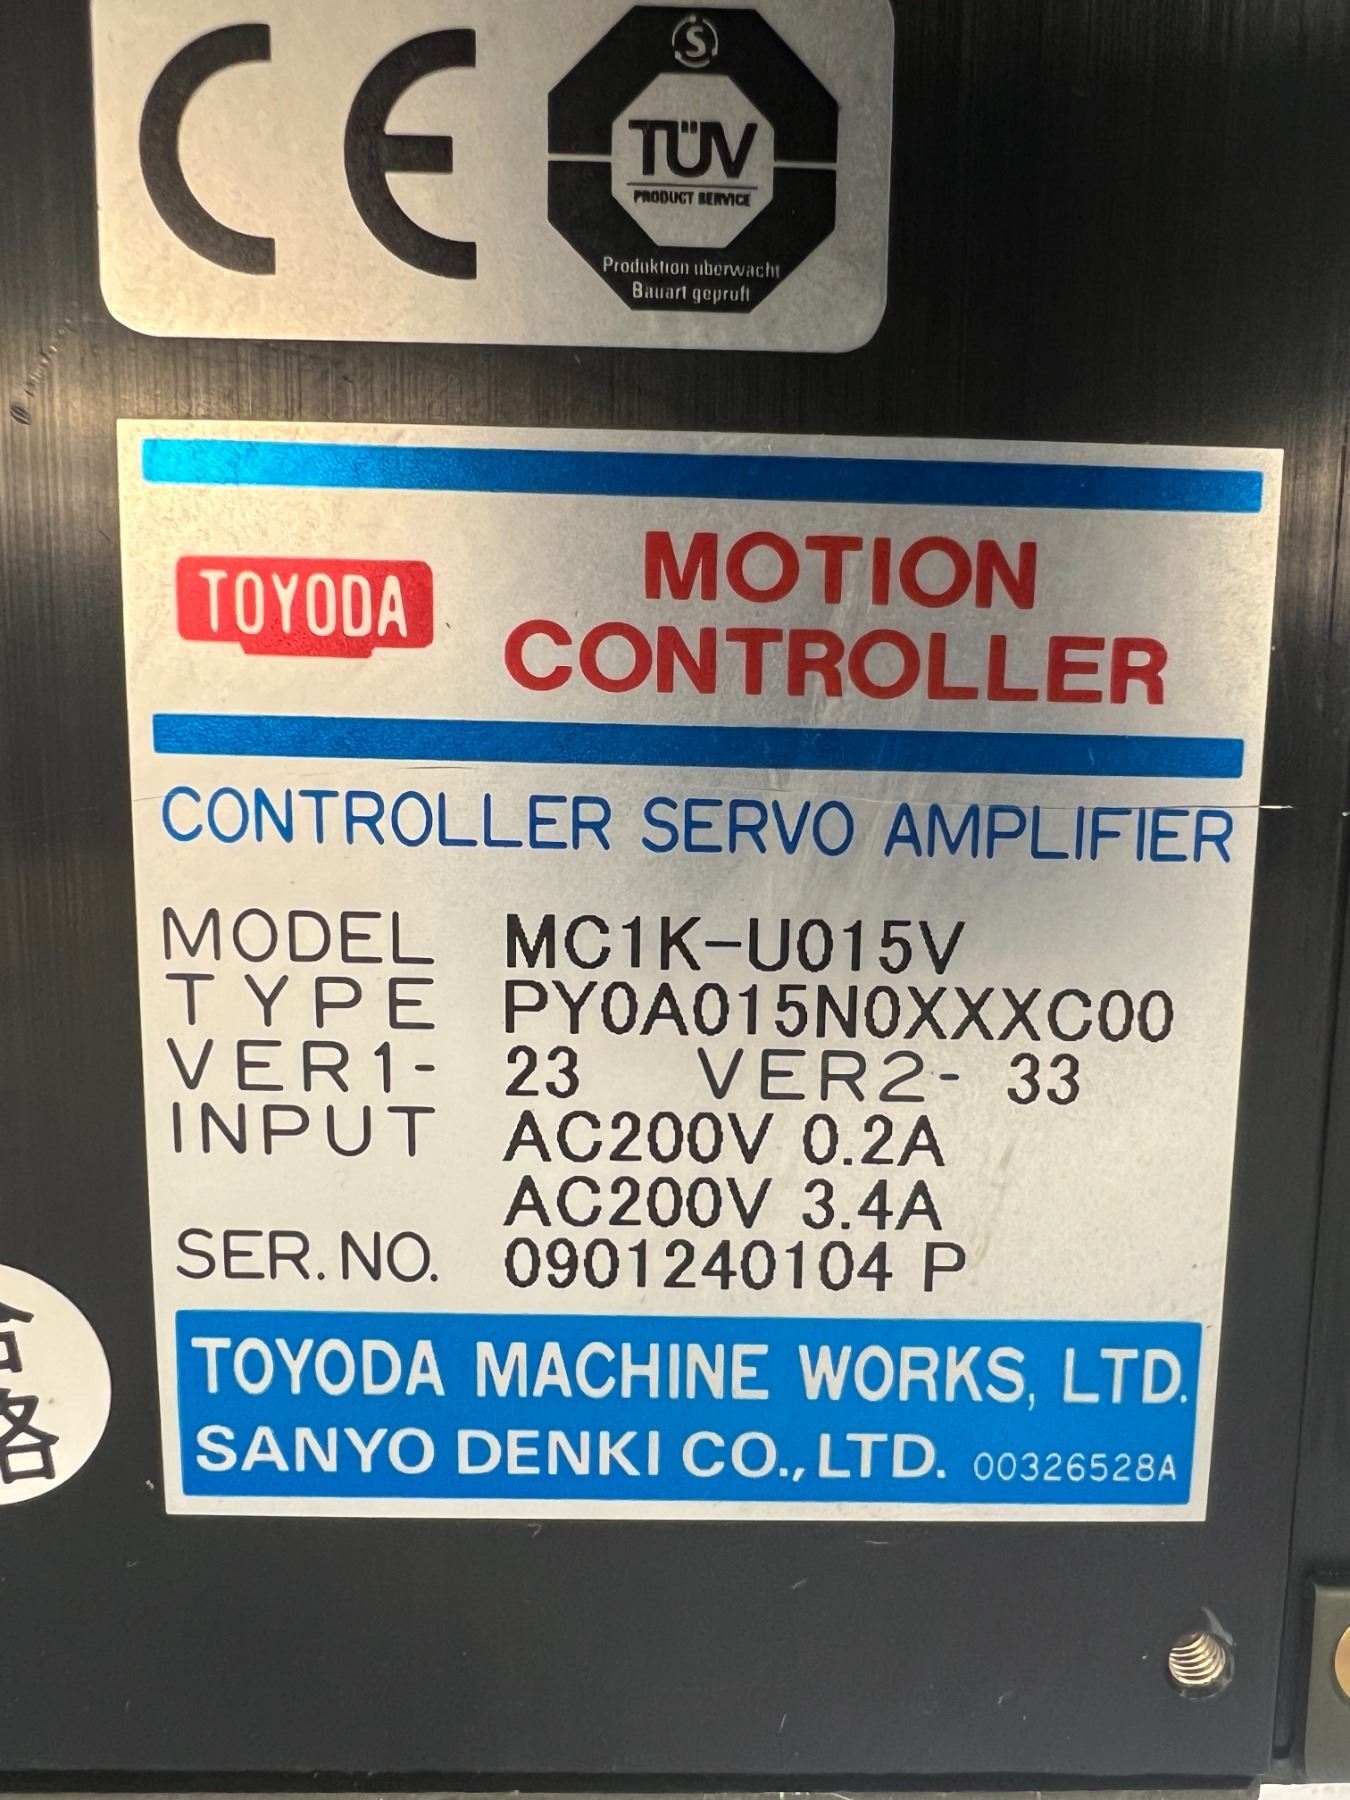 CE
S
TÜV
PRODUCT SERVICE
Produktion überwacht
Bauart geprüft
TOYODA
MOTION
CONTROLLER
CONTROLLER SERVO AMPLIFIER
MODEL MC1K-U015V
TYPE PY0A015N0XXXC00
VER1- 23 VER2- 33
INPUT AC200V 0.2A
AC200V 3.4A
SER.NO. 0901240104 P
合
格
TOYODA MACHINE WORKS, LTD.
SANYO DENKI CO., LTD. 00326528A